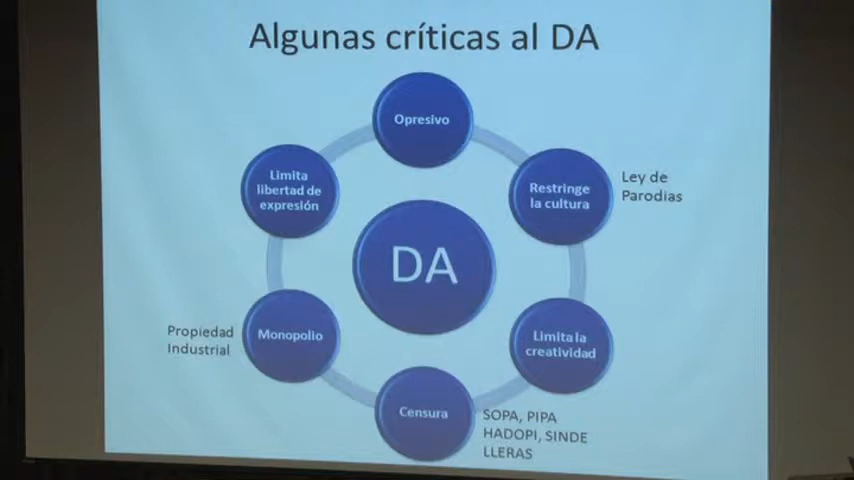 Algunas críticas al DA
Opresivo
Limita
libertad de
expresión
Restringe
la cultura
Ley de
Parodias
DA
Propiedad
Industrial
Monopolio
Limita la
creatividad
Censura
SOPA, PIPA
HADOPI, SINDE
LLERAS